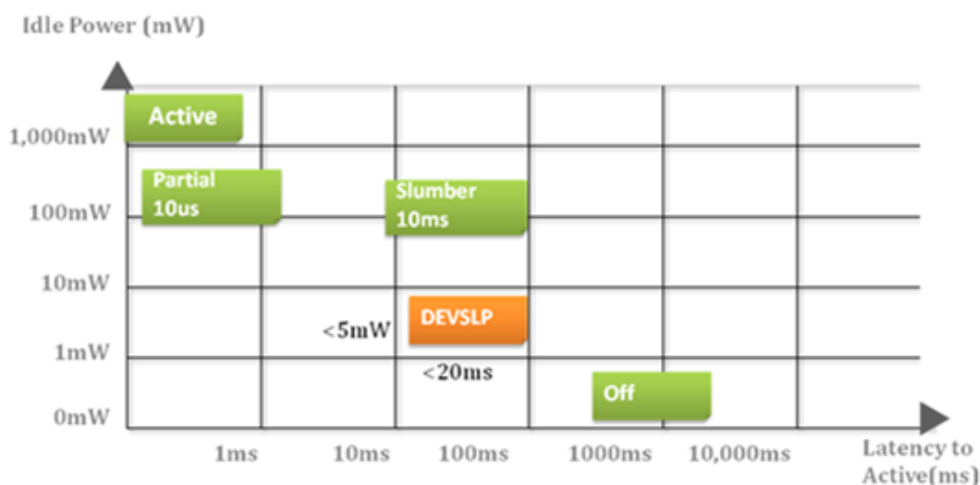 Idle Power (mW)
Active
1,000mW
Partial
10us
Slumber
10ms
100mW
10mW
DEVSLP
<5mW
1mW
<20ms
Off
0mW
1ms
10ms
100ms
1000ms
10,000ms
Latency to
Active(ms)